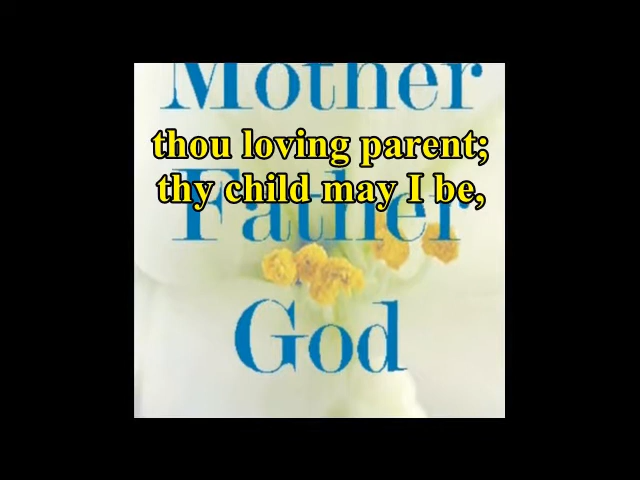 Mother
thou loving parent;
thy child may I be,
Father
God